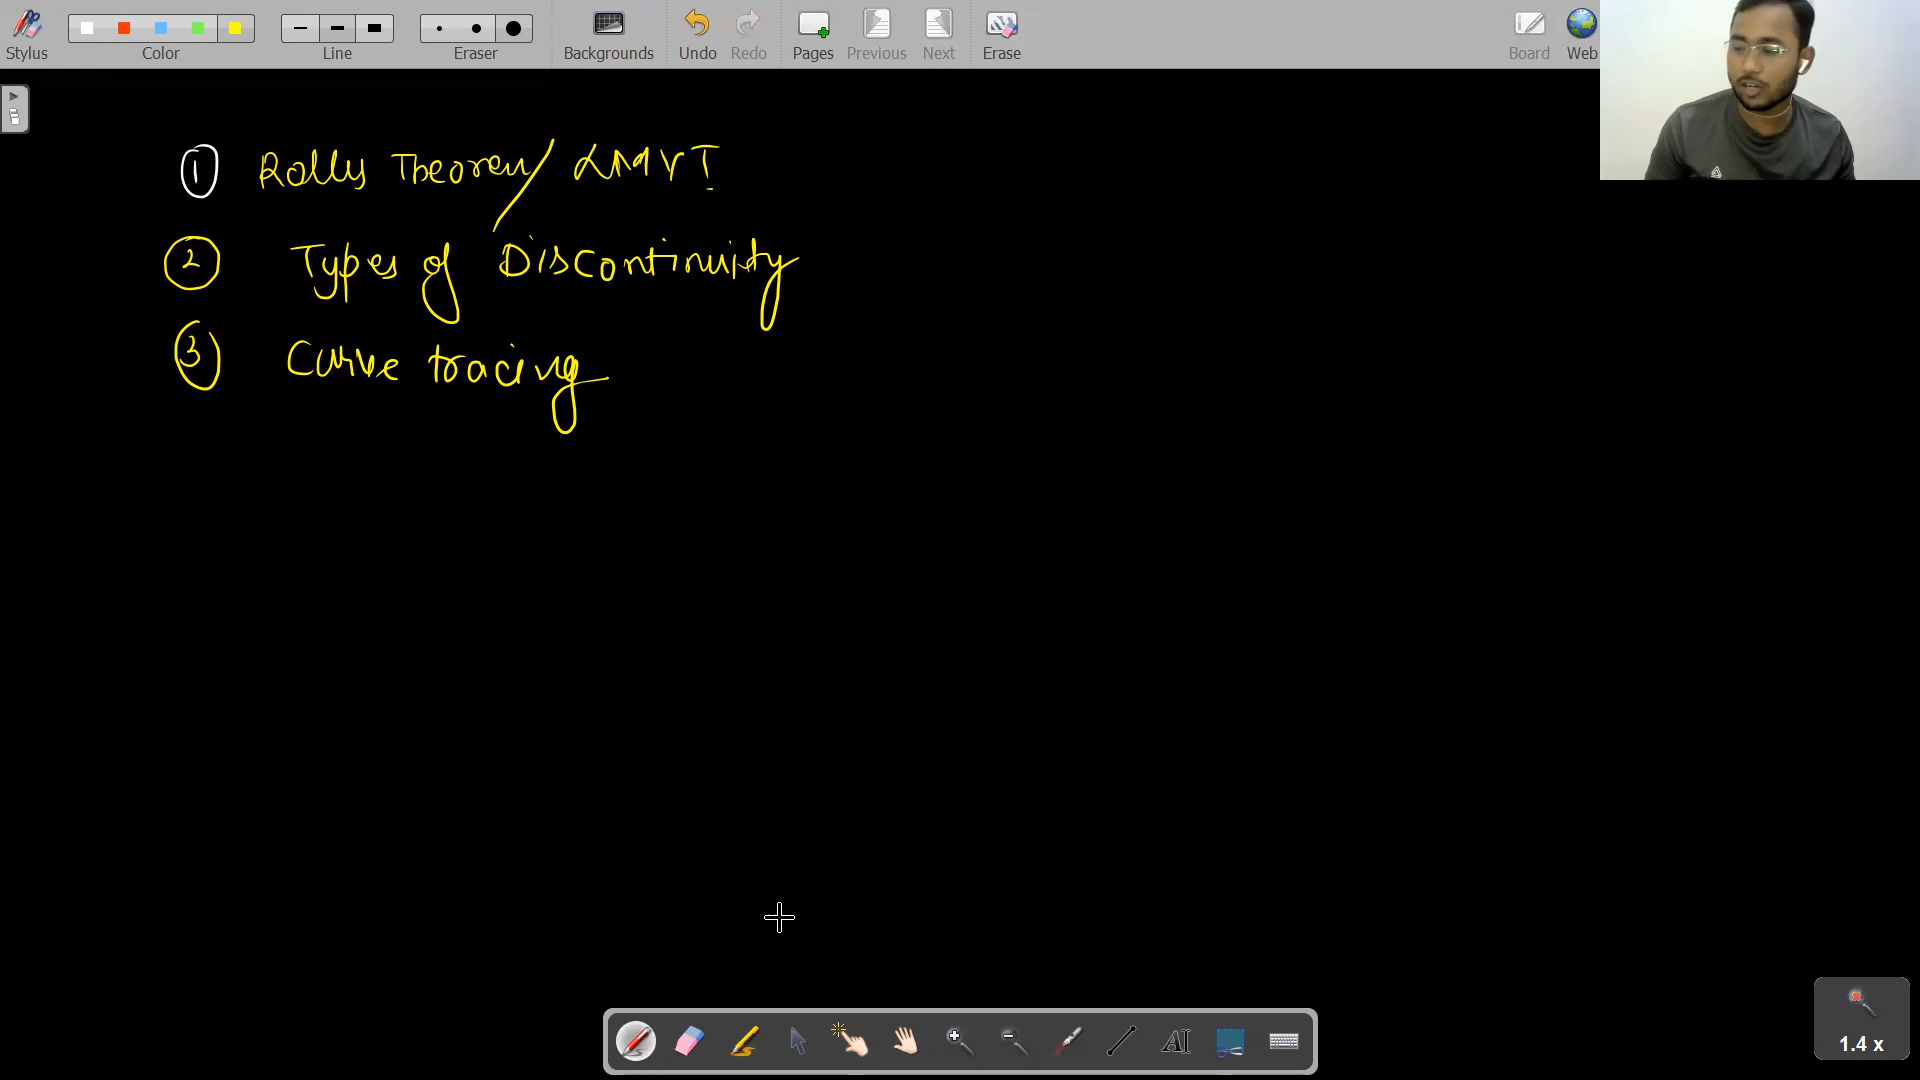 Stylus Color Line Eraser Backgrounds Undo Redo Pages Previous Next Erase Board Web
① Rolly Theorem/ LMVT
② Types of Discontinuity
③ Curve tracing
1.4 x